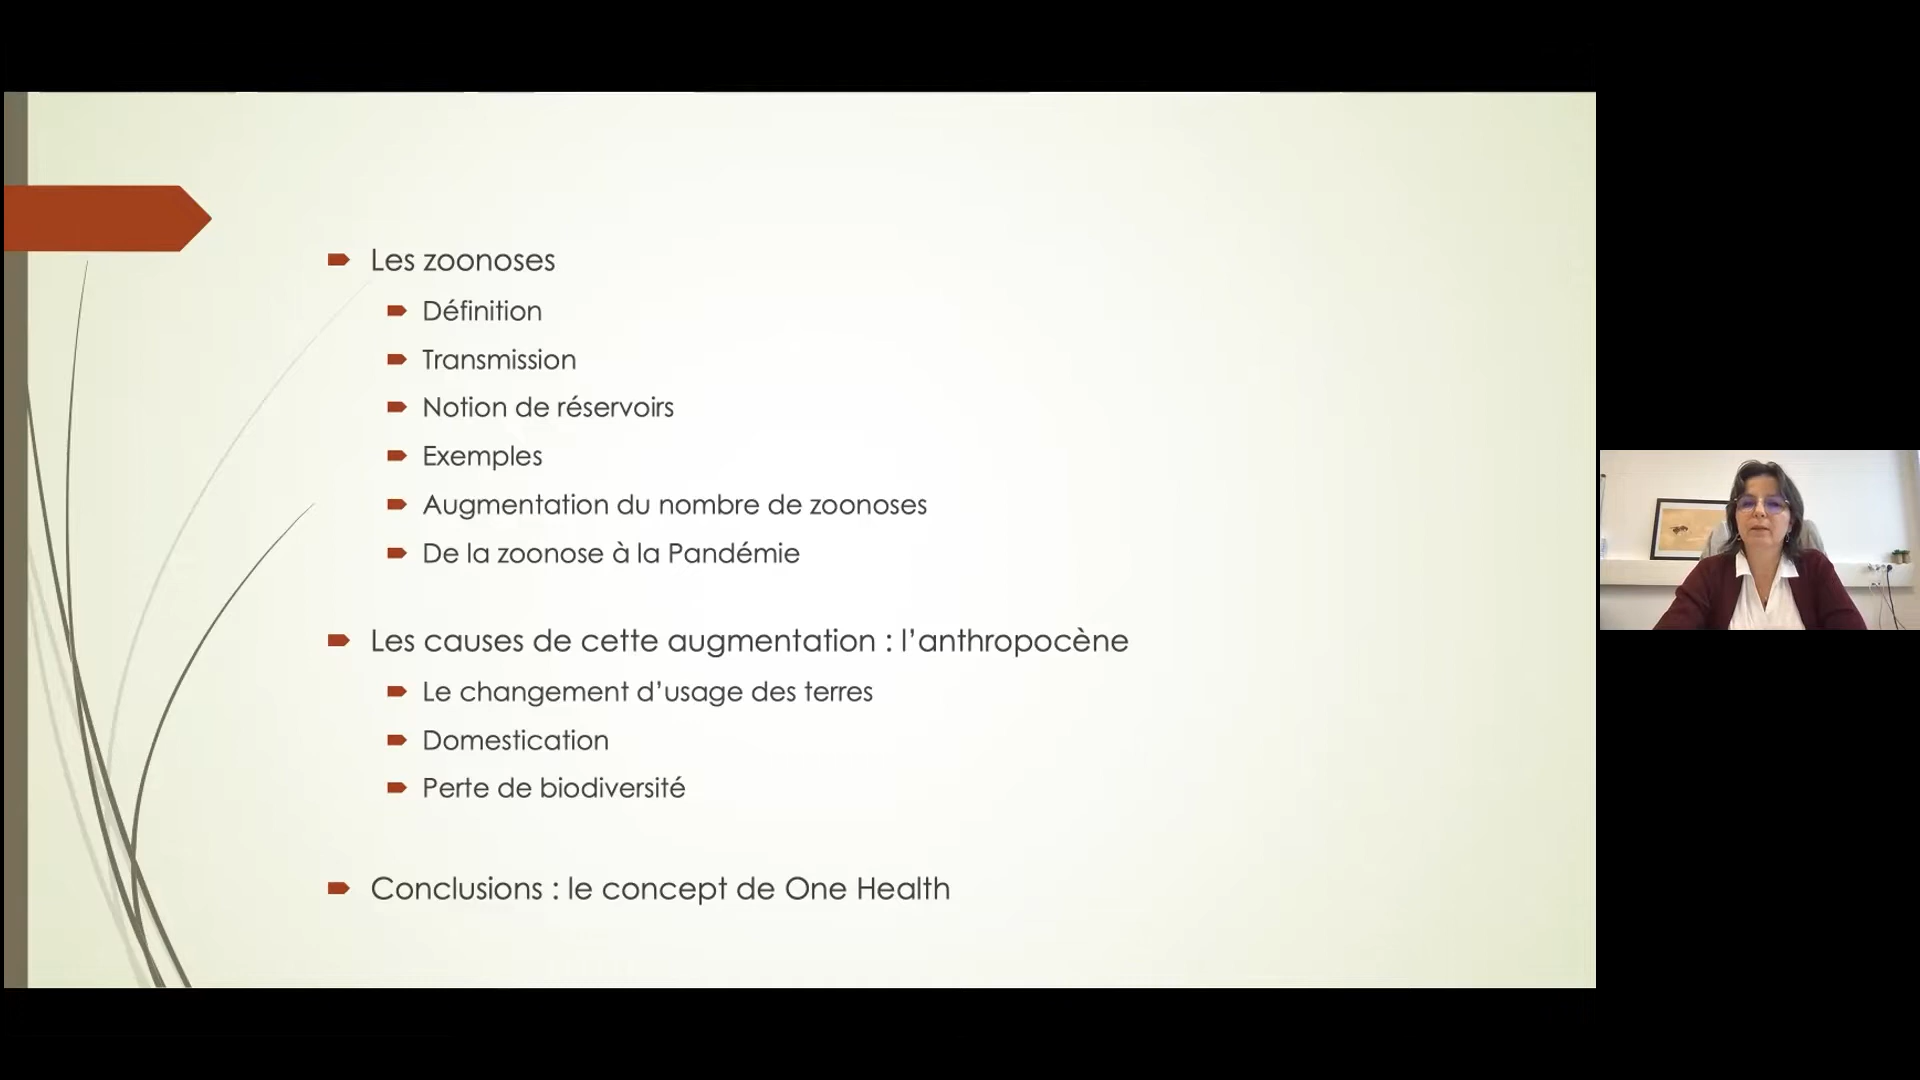 Les zoonoses
Définition
Transmission
Notion de réservoirs
Exemples
Augmentation du nombre de zoonoses
De la zoonose à la Pandémie
Les causes de cette augmentation : l’anthropocène
Le changement d’usage des terres
Domestication
Perte de biodiversité
Conclusions : le concept de One Health